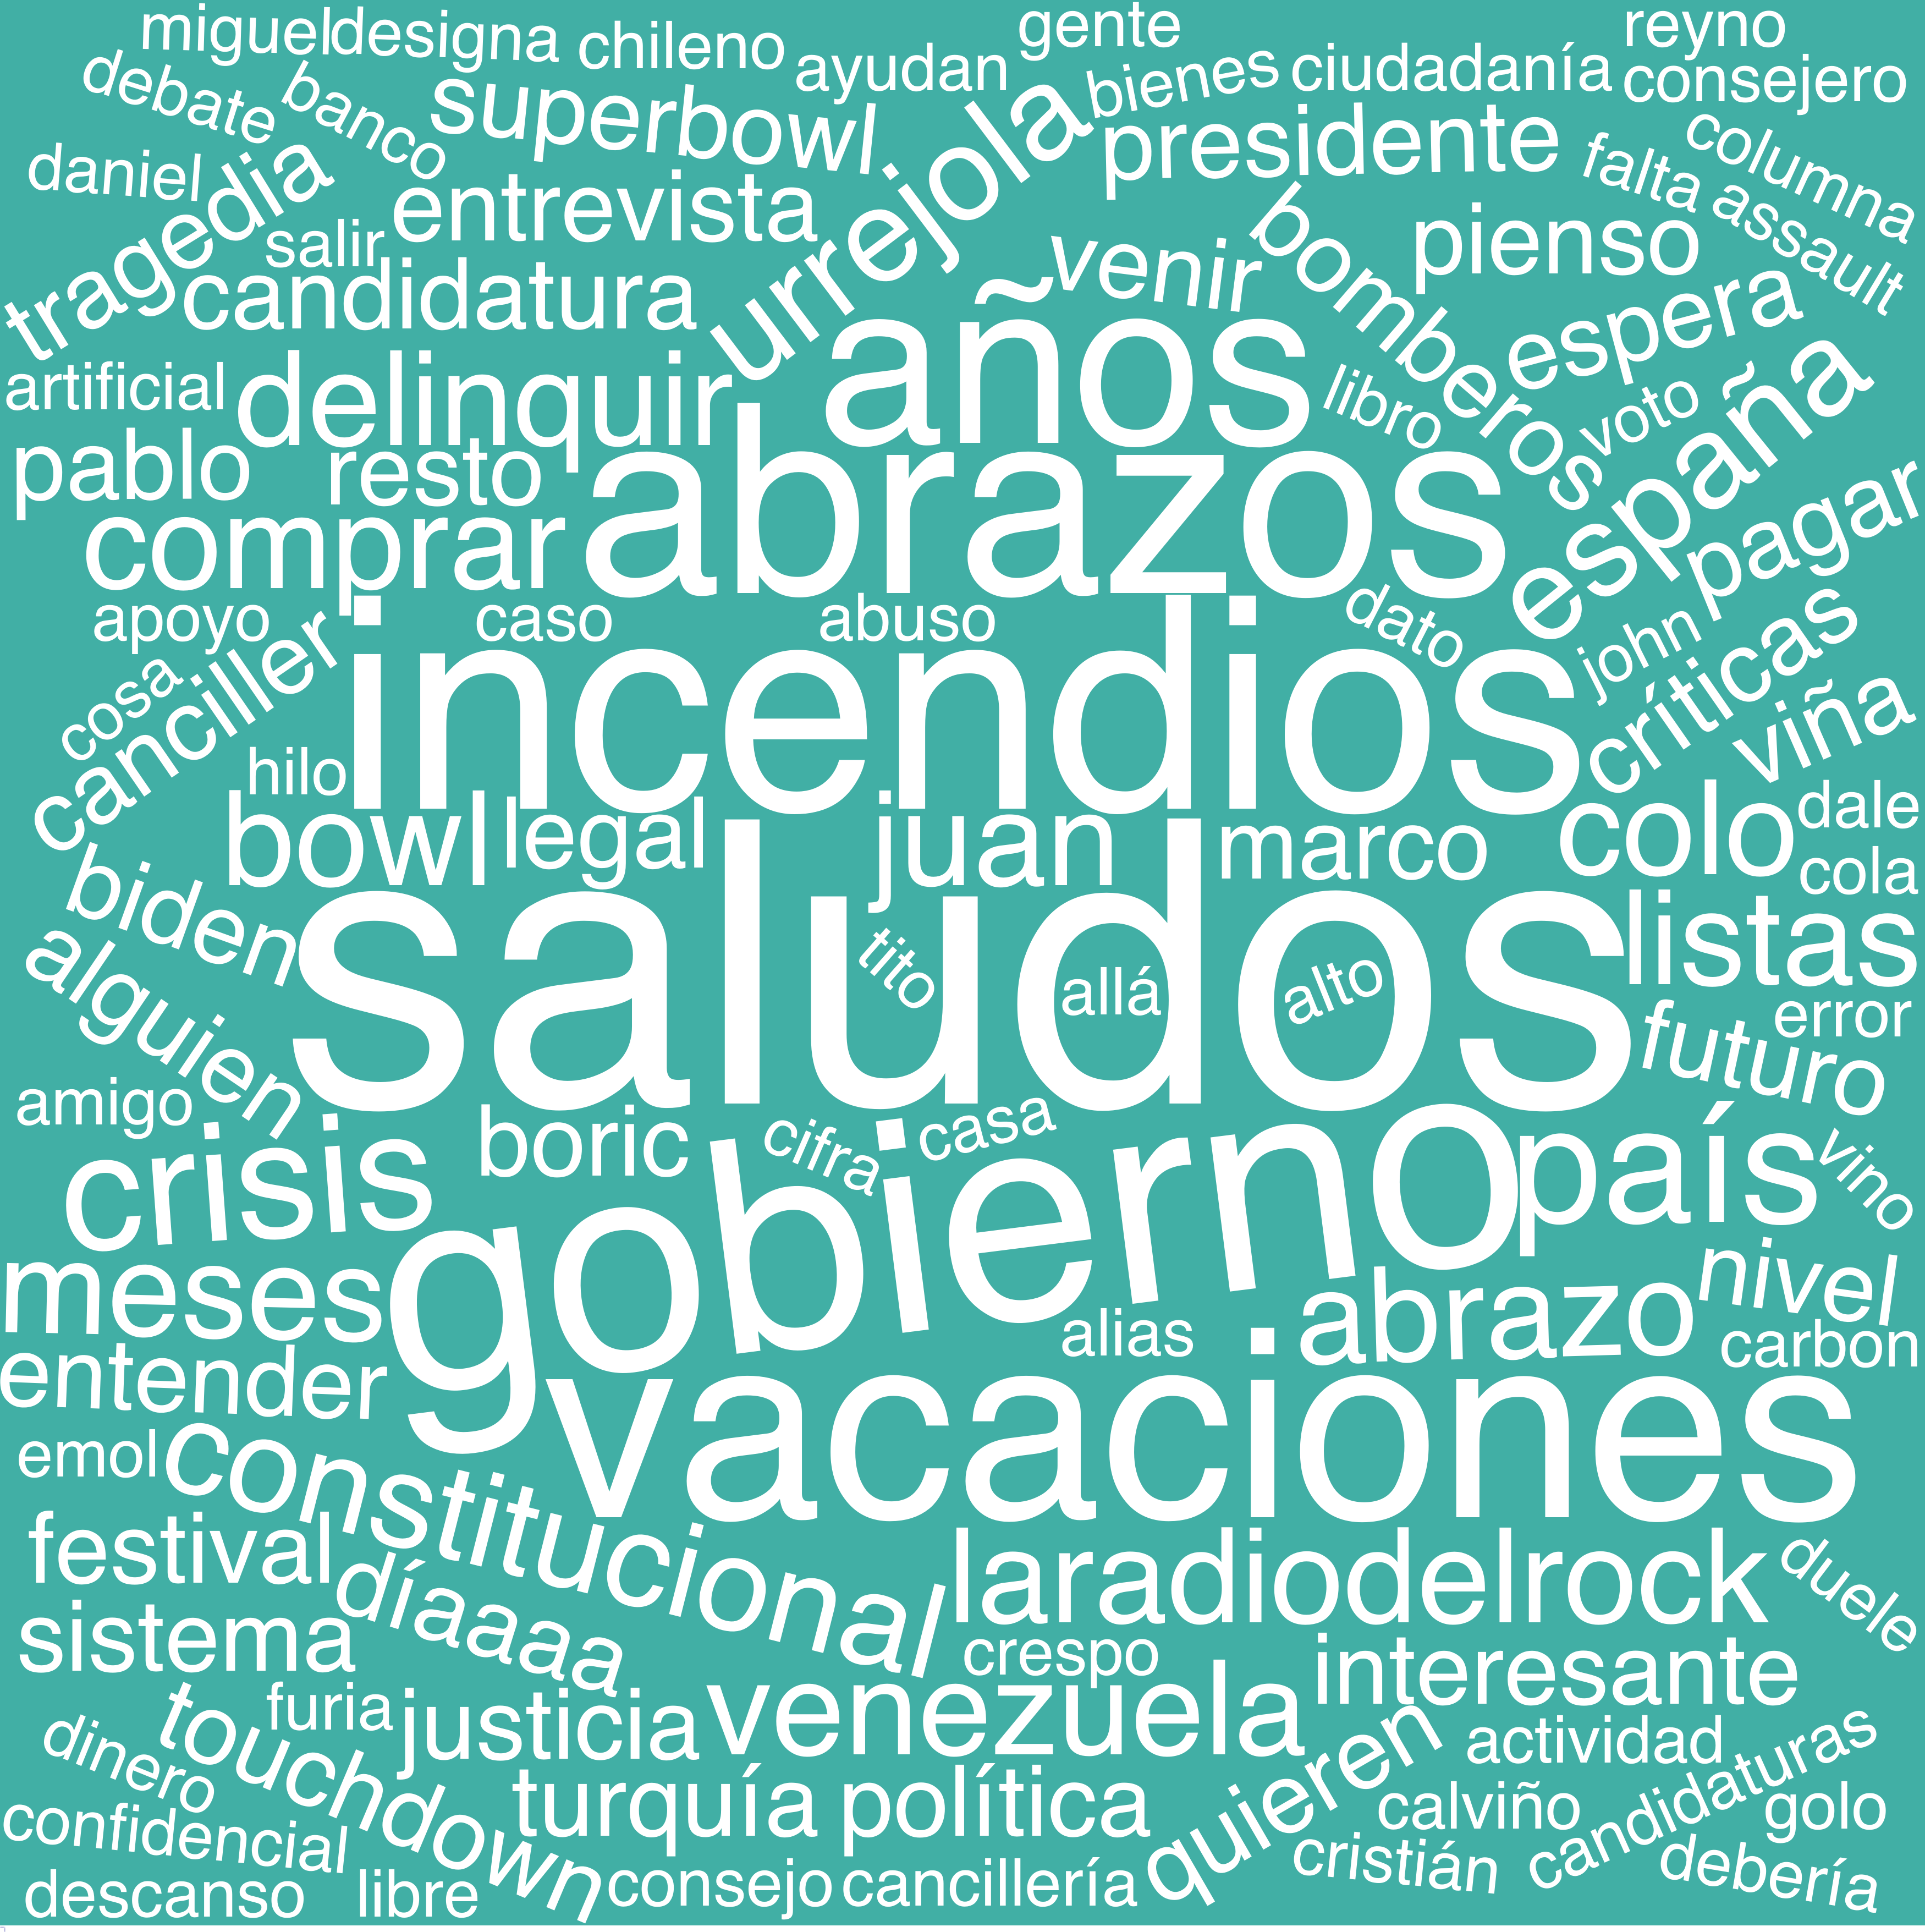 migueldesigna chileno ayudan gente reyno
debate banco superbowl bienes ciudadanía consejero
daniel tragedia salir entrevista urrejola presidente falta columna assault
candidatura venir bomberos pienso espera
artificial delinquir años libro voto españa
pablo resto
comprar abrazos pagar
apoyo caso abuso dato john
cosa canciller incendios críticas viña
hilo
bowl legal juan marco colo dale
cola
biden saludos listas
alguien tito allá alto error
futuro
amigo boric cifra casa
crisis gobierno país vino
meses abrazo nivel
entender alias carbon
emol vacaciones
constitucional
festival díaaaaa laradiodelrock duele
sistema crespo interesante
touchdown furia justicia venezuela actividad
dinero turquía política quieren calviño candidaturas golo
confidencial cristián debería
descanso libre consejo cancillería